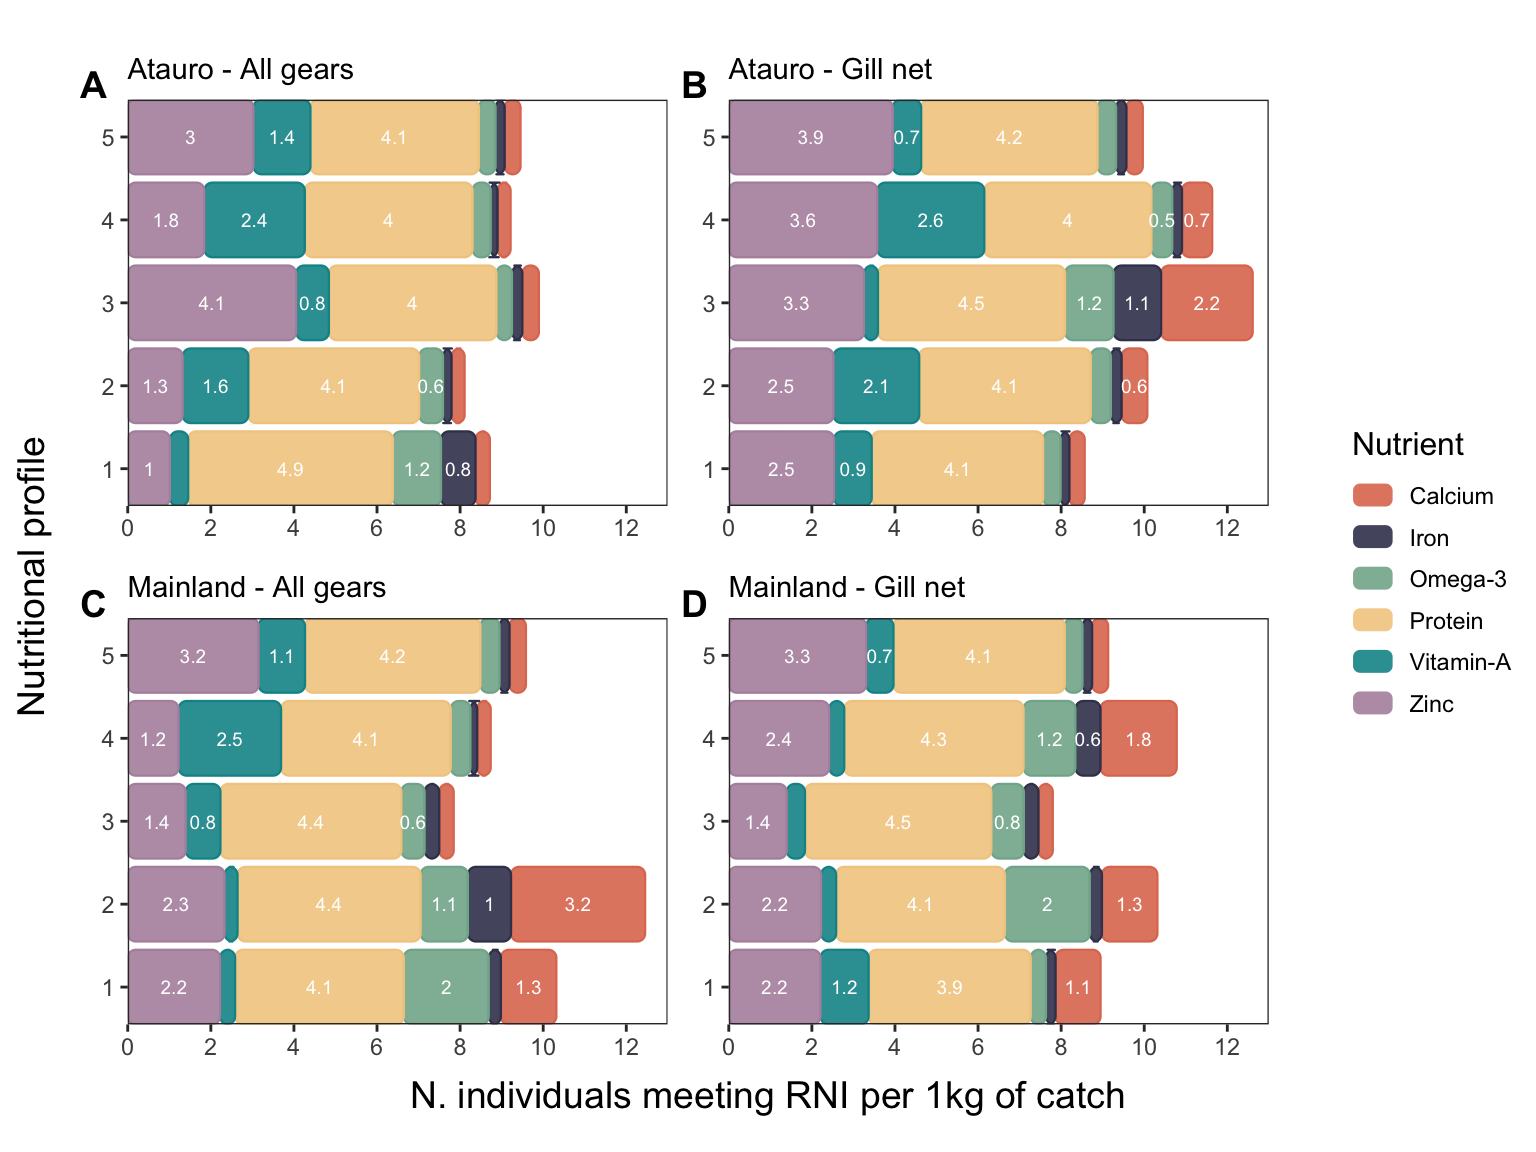 A Atauro - All gears
5 3 1.4 4.1
4 1.8 2.4 4
3 4.1 0.8 4
2 1.3 1.6 4.1 0.6
1 1 4.9 1.2 0.8
0 2 4 6 8 10 12
B Atauro - Gill net
3.9 0.7 4.2
3.6 2.6 4 0.5 0.7
3.3 4.5 1.2 1.1 2.2
2.5 2.1 4.1 0.6
2.5 0.9 4.1
0 2 4 6 8 10 12
C Mainland - All gears
5 3.2 1.1 4.2
4 1.2 2.5 4.1
3 1.4 0.8 4.4 0.6
2 2.3 4.4 1.1 1 3.2
1 2.2 4.1 2 1.3
0 2 4 6 8 10 12
D Mainland - Gill net
5 3.3 0.7 4.1
4 2.4 4.3 1.2 0.6 1.8
3 1.4 4.5 0.8
2 2.2 4.1 2 1.3
1 2.2 1.2 3.9 1.1
0 2 4 6 8 10 12
Nutritional profile
N. individuals meeting RNI per 1kg of catch
Nutrient
Calcium
Iron
Omega-3
Protein
Vitamin-A
Zinc